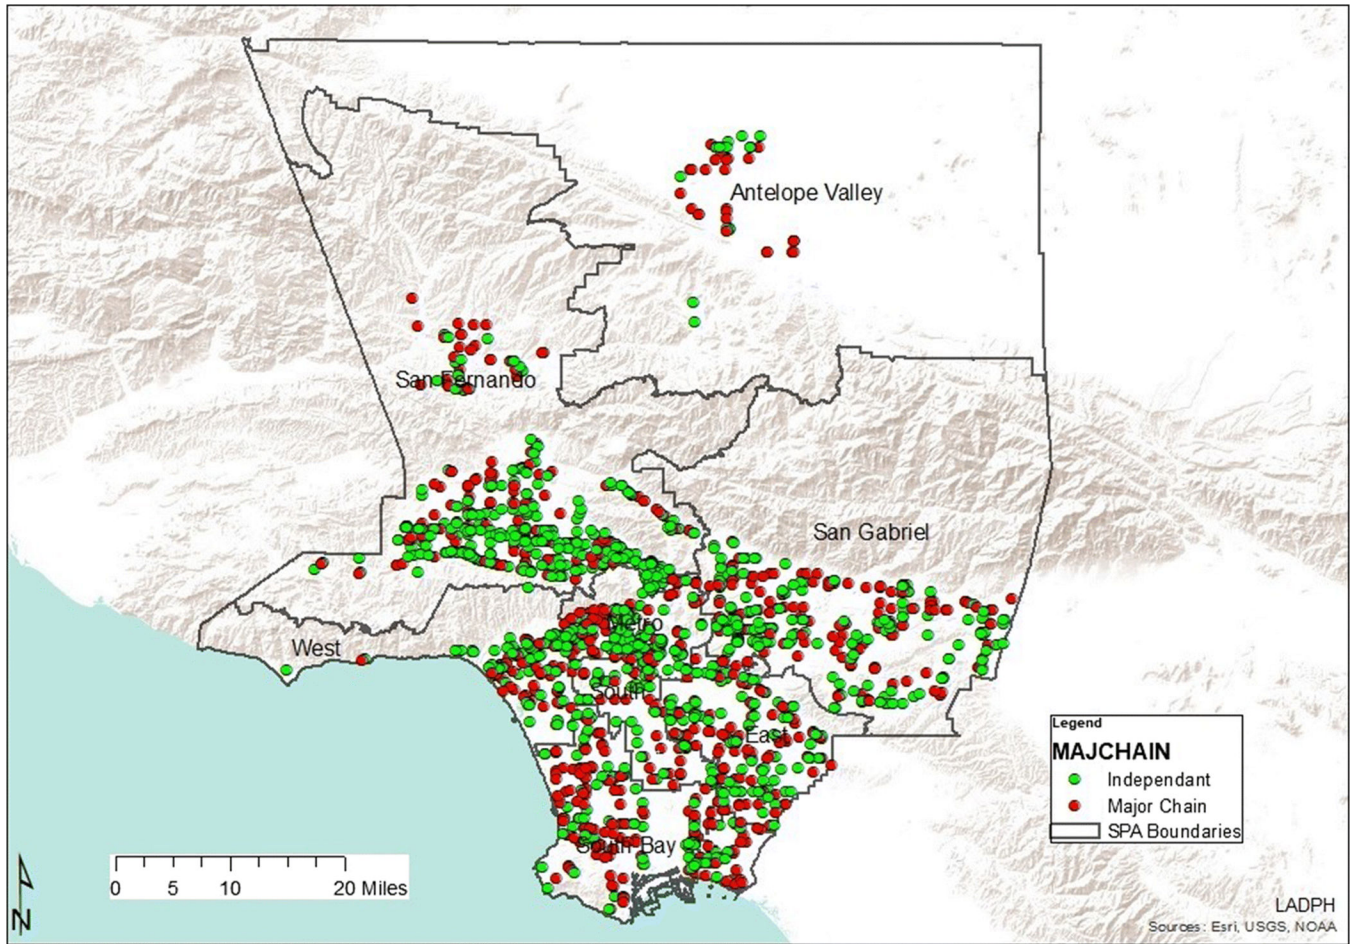 Antelope Valley
San Fernando
San Gabriel
Metro
West
South
East
South Bay
Legend
MAJCHAIN
Independant
Major Chain
SPA Boundaries
0 5 10 20 Miles
N
LADPH
Sources: Esri, USGS, NOAA